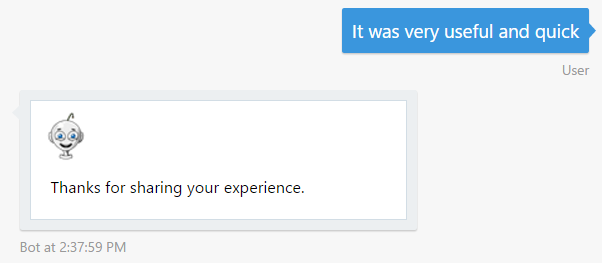 It was very useful and quick
User
Thanks for sharing your experience.
Bot at 2:37:59 PM